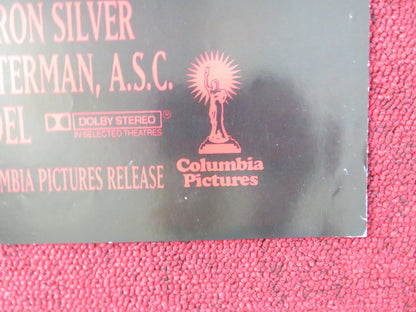 RON SILVER
TERMAN, A.S.C.
DEL DOLBY STEREO ®
IN SELECTED THEATRES
MBIA PICTURES RELEASE
Columbia
Pictures